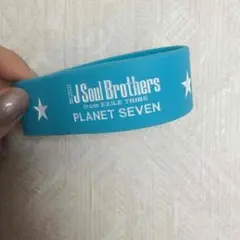 J Soul Brothers
from EXILE TRIBE
PLANET SEVEN